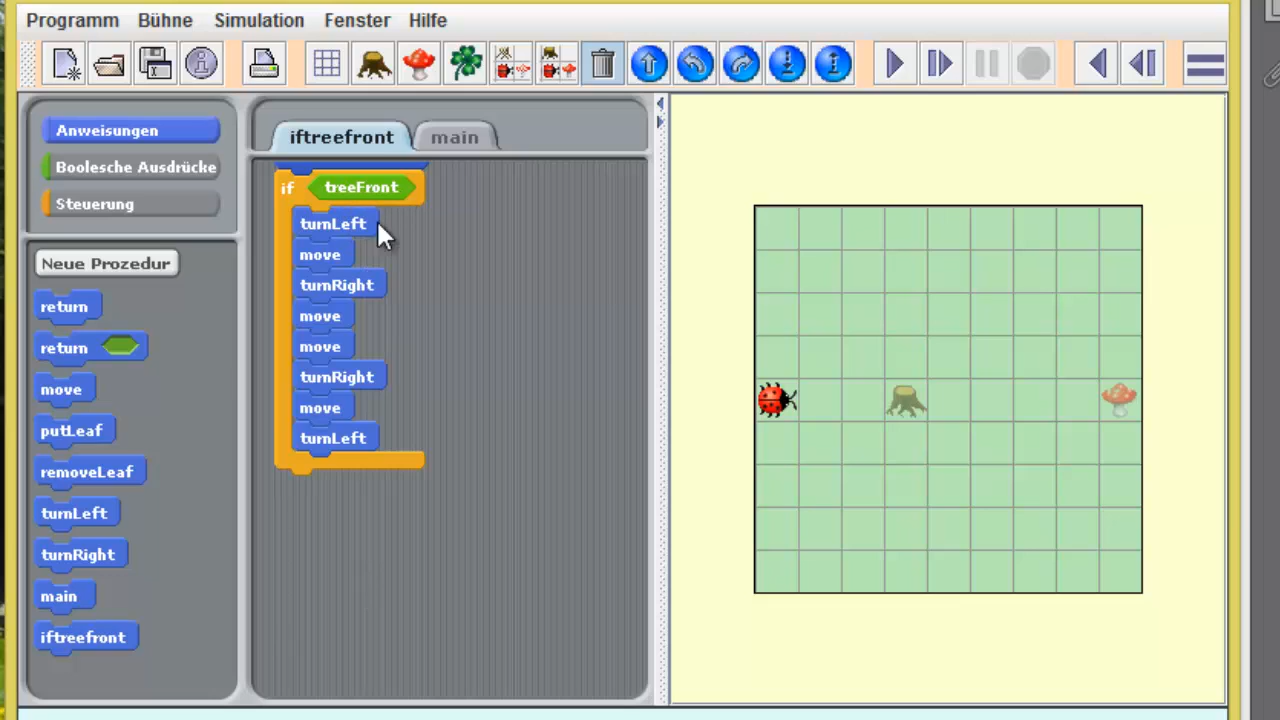 Programm Bühne Simulation Fenster Hilfe
Anweisungen
Boolesche Ausdrücke
Steuerung
Neue Prozedur
return
return
move
putLeaf
removeLeaf
turnLeft
turnRight
main
iftreefront
iftreefront main
if treeFront
turnLeft
move
turnRight
move
move
turnRight
move
turnLeft